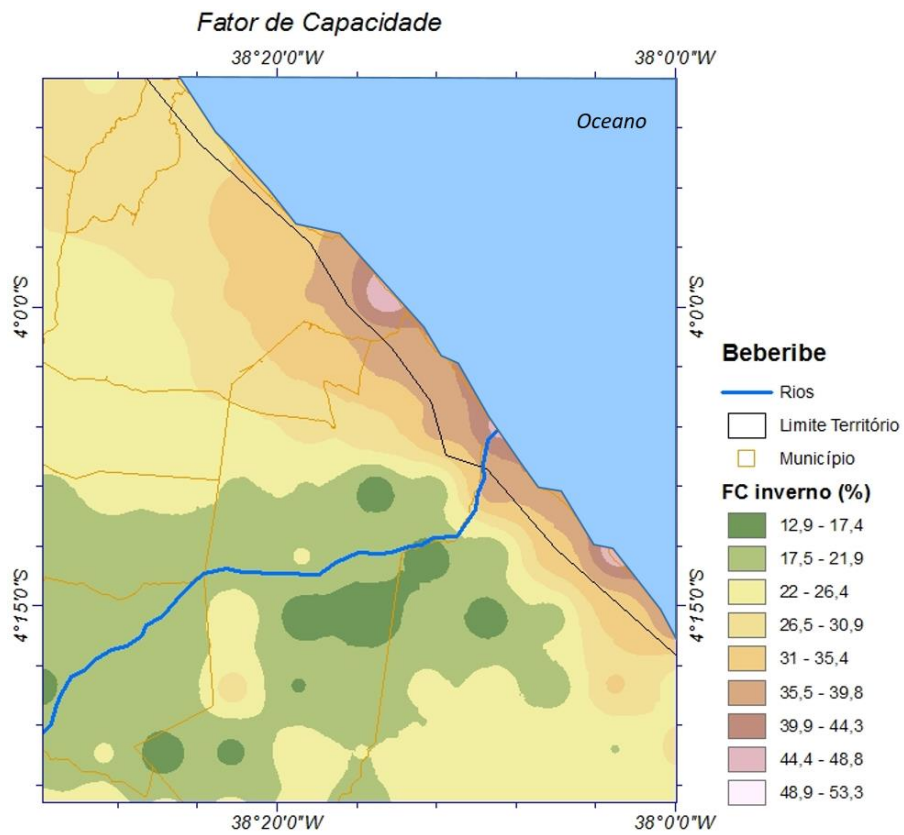 Fator de Capacidade
38°20'0"W 38°0'0"W
Oceano
4°0'0"S 4°0'0"S
Beberibe
Rios
Limite Território
Município
FC inverno (%)
12,9 - 17,4
17,5 - 21,9
22 - 26,4
26,5 - 30,9
31 - 35,4
35,5 - 39,8
39,9 - 44,3
44,4 - 48,8
48,9 - 53,3
4°15'0"S 4°15'0"S
38°20'0"W 38°0'0"W